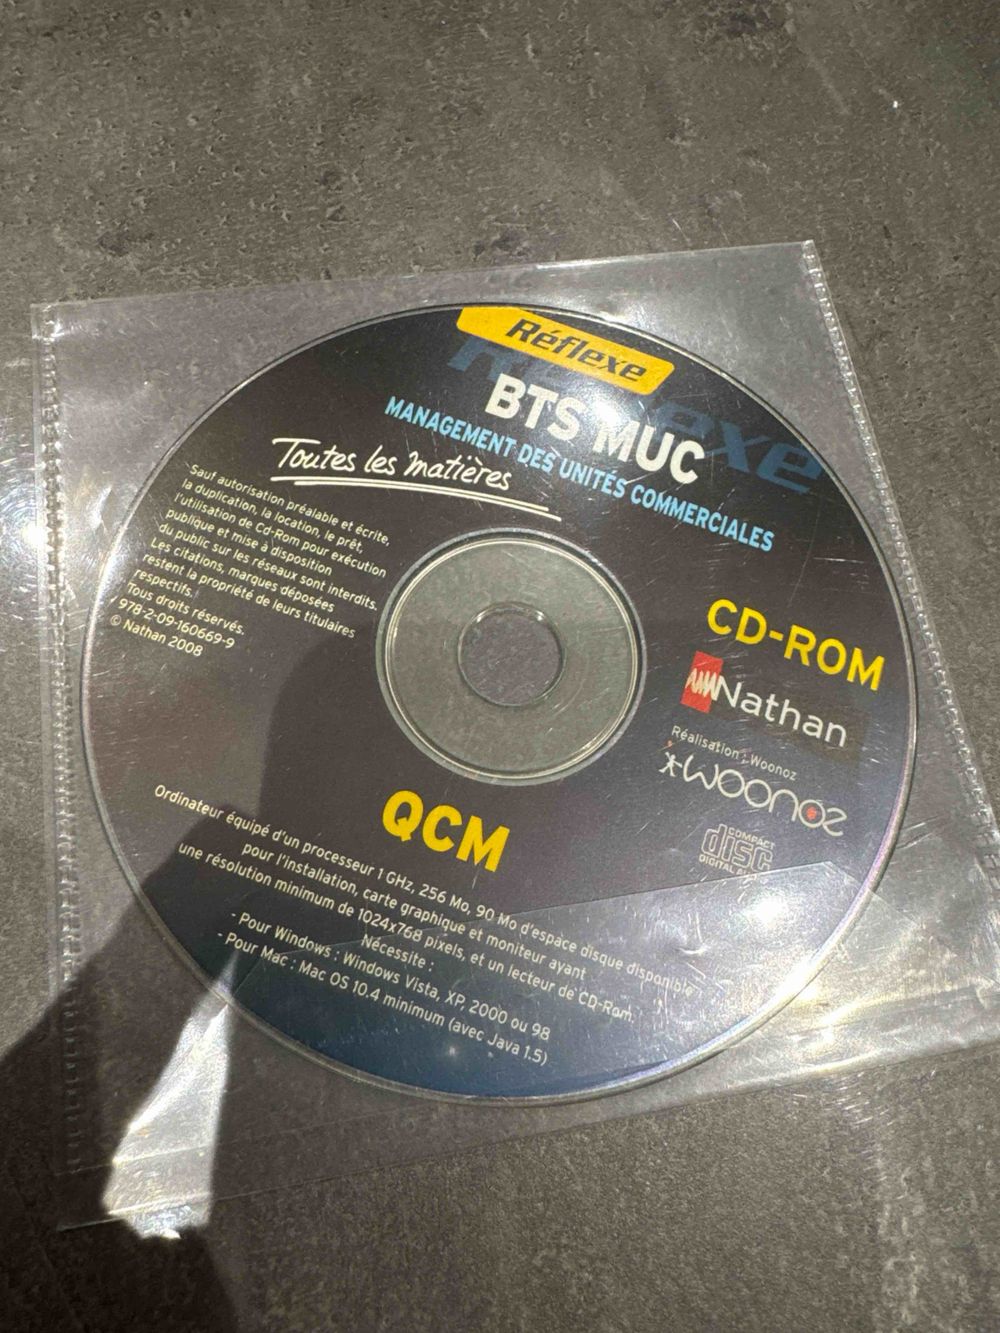 Réflexe
BTS MUC
MANAGEMENT DES UNITÉS COMMERCIALES
Toutes les matières
Sauf autorisation préalable et écrite,
la duplication, la location, le prêt,
l'utilisation de Cd-Rom pour exécution
publique et mise à disposition
du public sur les réseaux sont interdits.
Les citations, marques déposées
restent la propriété de leurs titulaires
respectifs.
Tous droits réservés.
978-2-09-160669-9
© Nathan 2008
CD-ROM
Nathan
Réalisation : Woonoz
WOONOZ
COMPACT
disc
DIGITAL
QCM
Ordinateur équipé d'un processeur 1 GHz, 256 Mo, 90 Mo d'espace disque disponible
pour l'installation, carte graphique et moniteur ayant
une résolution minimum de 1024x768 pixels, et un lecteur de CD-Rom.
Nécessite :
- Pour Windows : Windows Vista, XP, 2000 ou 98
- Pour Mac : Mac OS 10.4 minimum (avec Java 1.5)